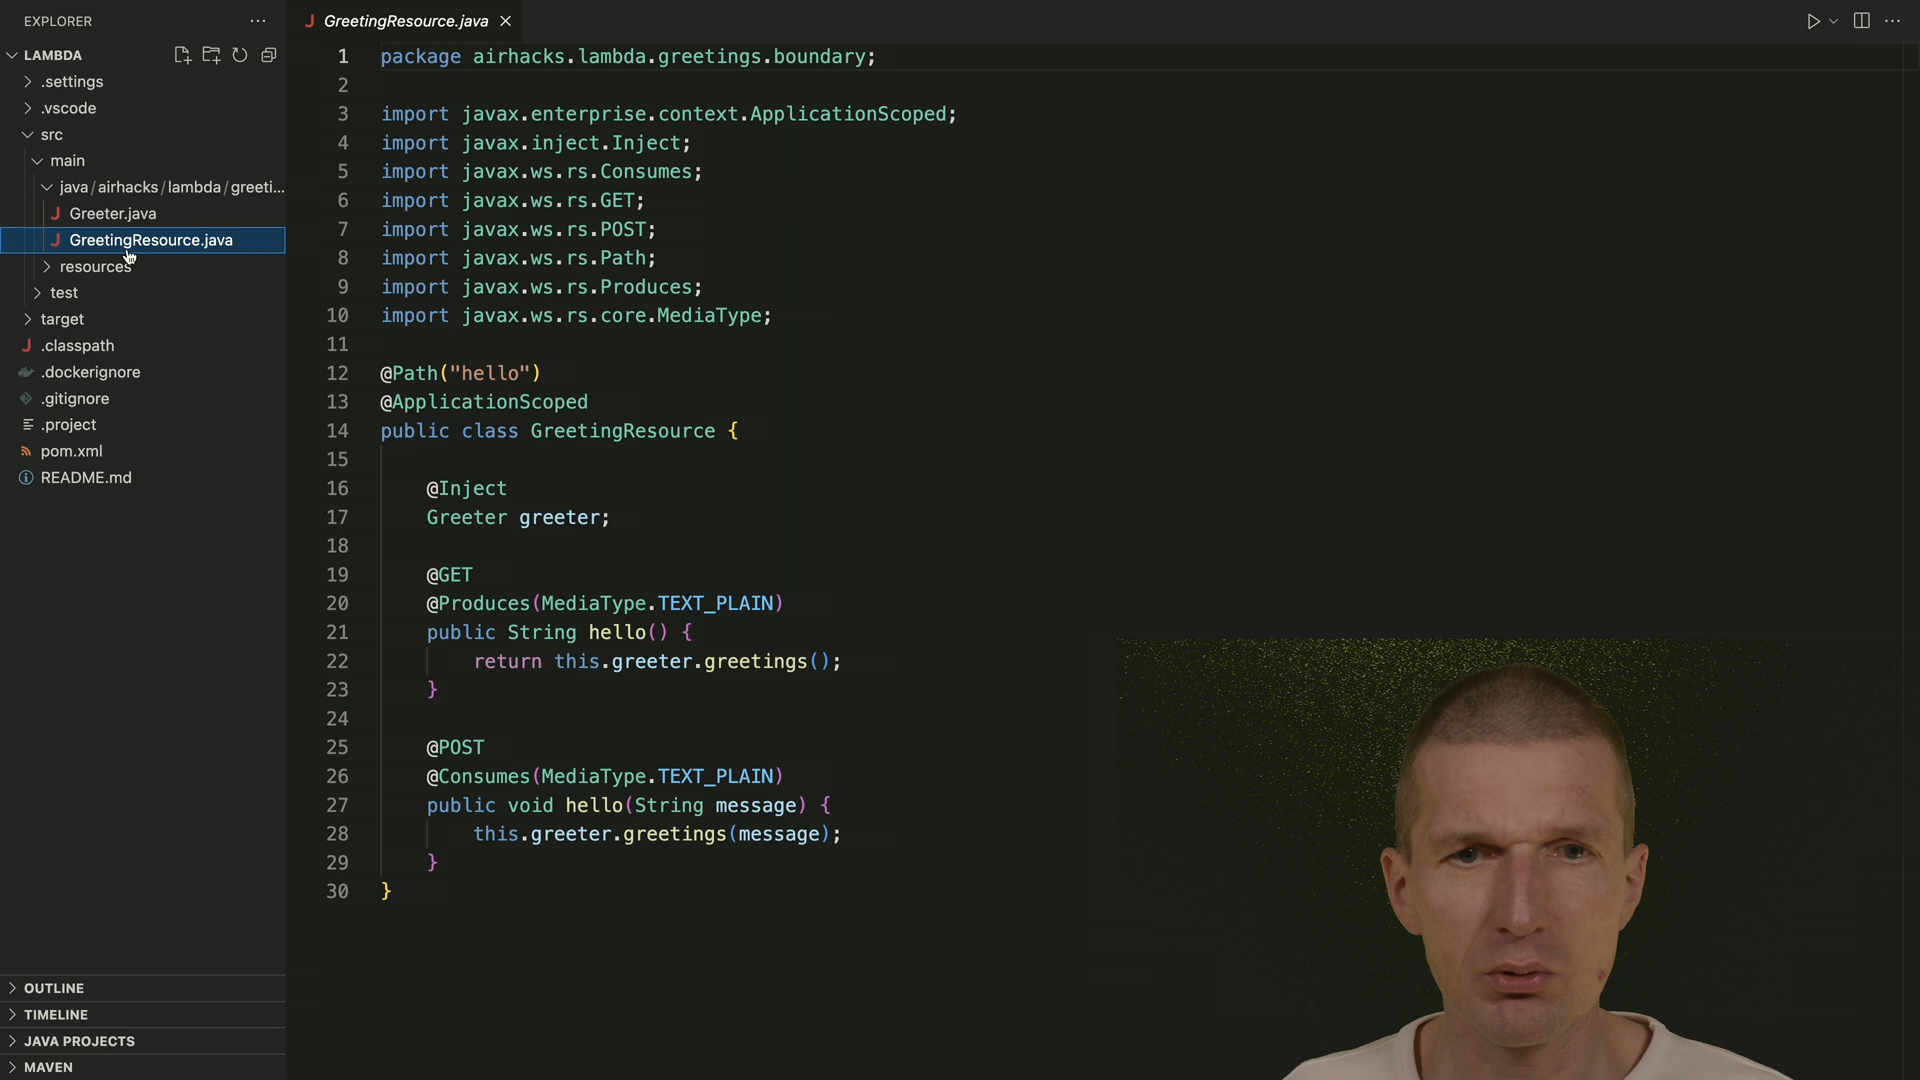 EXPLORER
LAMBDA
.settings
.vscode
src
main
java/airhacks/lambda/greeti...
Greeter.java
GreetingResource.java
resources
test
target
.classpath
.dockerignore
.gitignore
.project
pom.xml
README.md
OUTLINE
TIMELINE
JAVA PROJECTS
MAVEN
GreetingResource.java
1 package airhacks.lambda.greetings.boundary;
2
3 import javax.enterprise.context.ApplicationScoped;
4 import javax.inject.Inject;
5 import javax.ws.rs.Consumes;
6 import javax.ws.rs.GET;
7 import javax.ws.rs.POST;
8 import javax.ws.rs.Path;
9 import javax.ws.rs.Produces;
10 import javax.ws.rs.core.MediaType;
11
12 @Path("hello")
13 @ApplicationScoped
14 public class GreetingResource {
15
16 @Inject
17 Greeter greeter;
18
19 @GET
20 @Produces(MediaType.TEXT_PLAIN)
21 public String hello() {
22 return this.greeter.greetings();
23 }
24
25 @POST
26 @Consumes(MediaType.TEXT_PLAIN)
27 public void hello(String message) {
28 this.greeter.greetings(message);
29 }
30 }